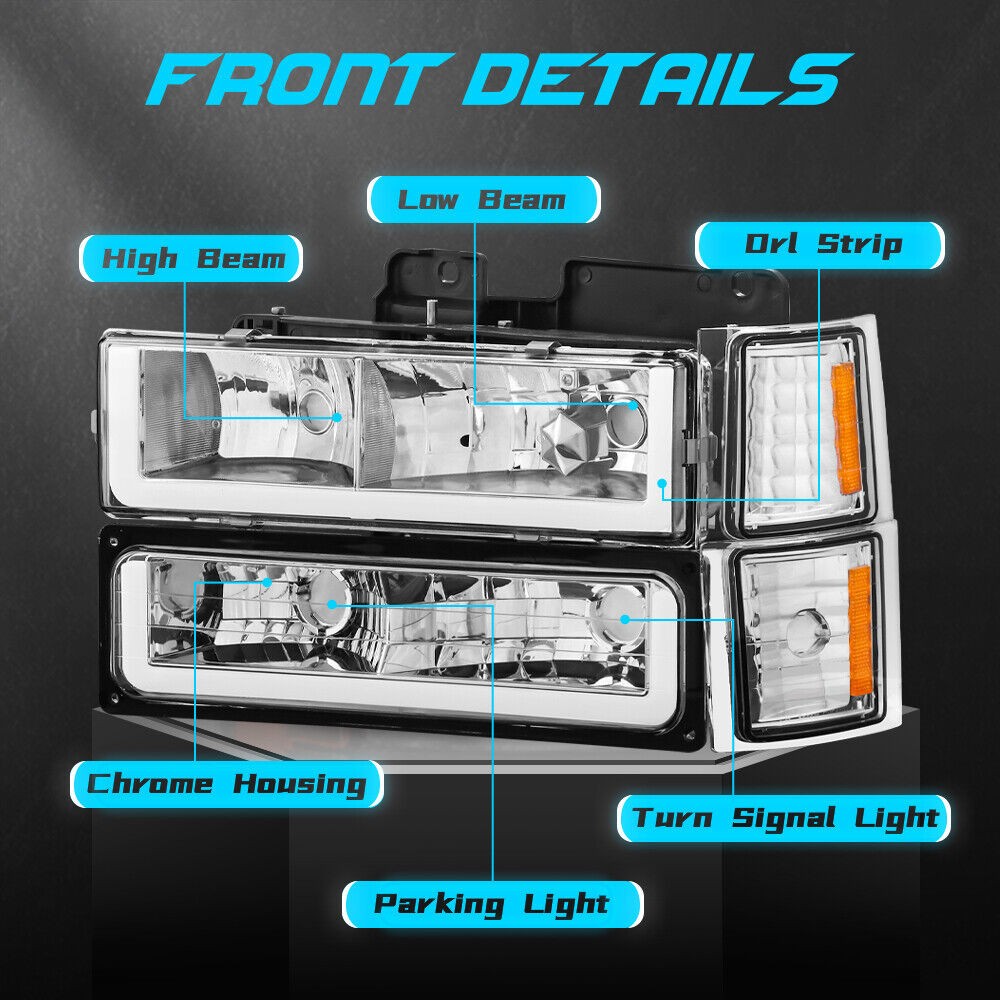 FRONT DETAILS
Low Beam
High Beam
Drl Strip
Chrome Housing
Turn Signal Light
Parking Light